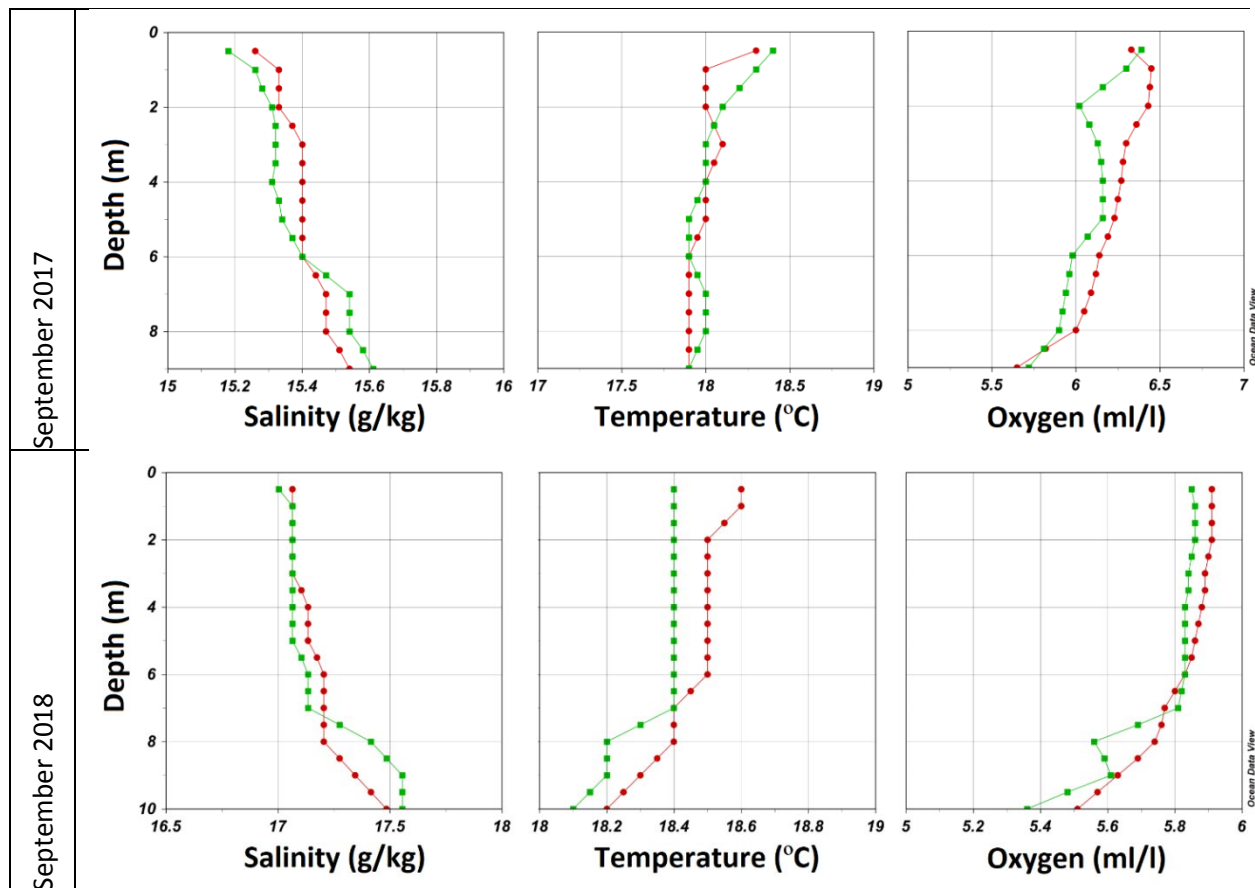 September 2017
Depth (m)
0
2
4
6
8
15 15.2 15.4 15.6 15.8 16
Salinity (g/kg)
17 17.5 18 18.5 19
Temperature (°C)
5 5.5 6 6.5 7
Oxygen (ml/l)
Ocean Data View
September 2018
Depth (m)
0
2
4
6
8
10
16.5 17 17.5 18
Salinity (g/kg)
18 18.2 18.4 18.6 18.8 19
Temperature (°C)
5 5.2 5.4 5.6 5.8 6
Oxygen (ml/l)
Ocean Data View